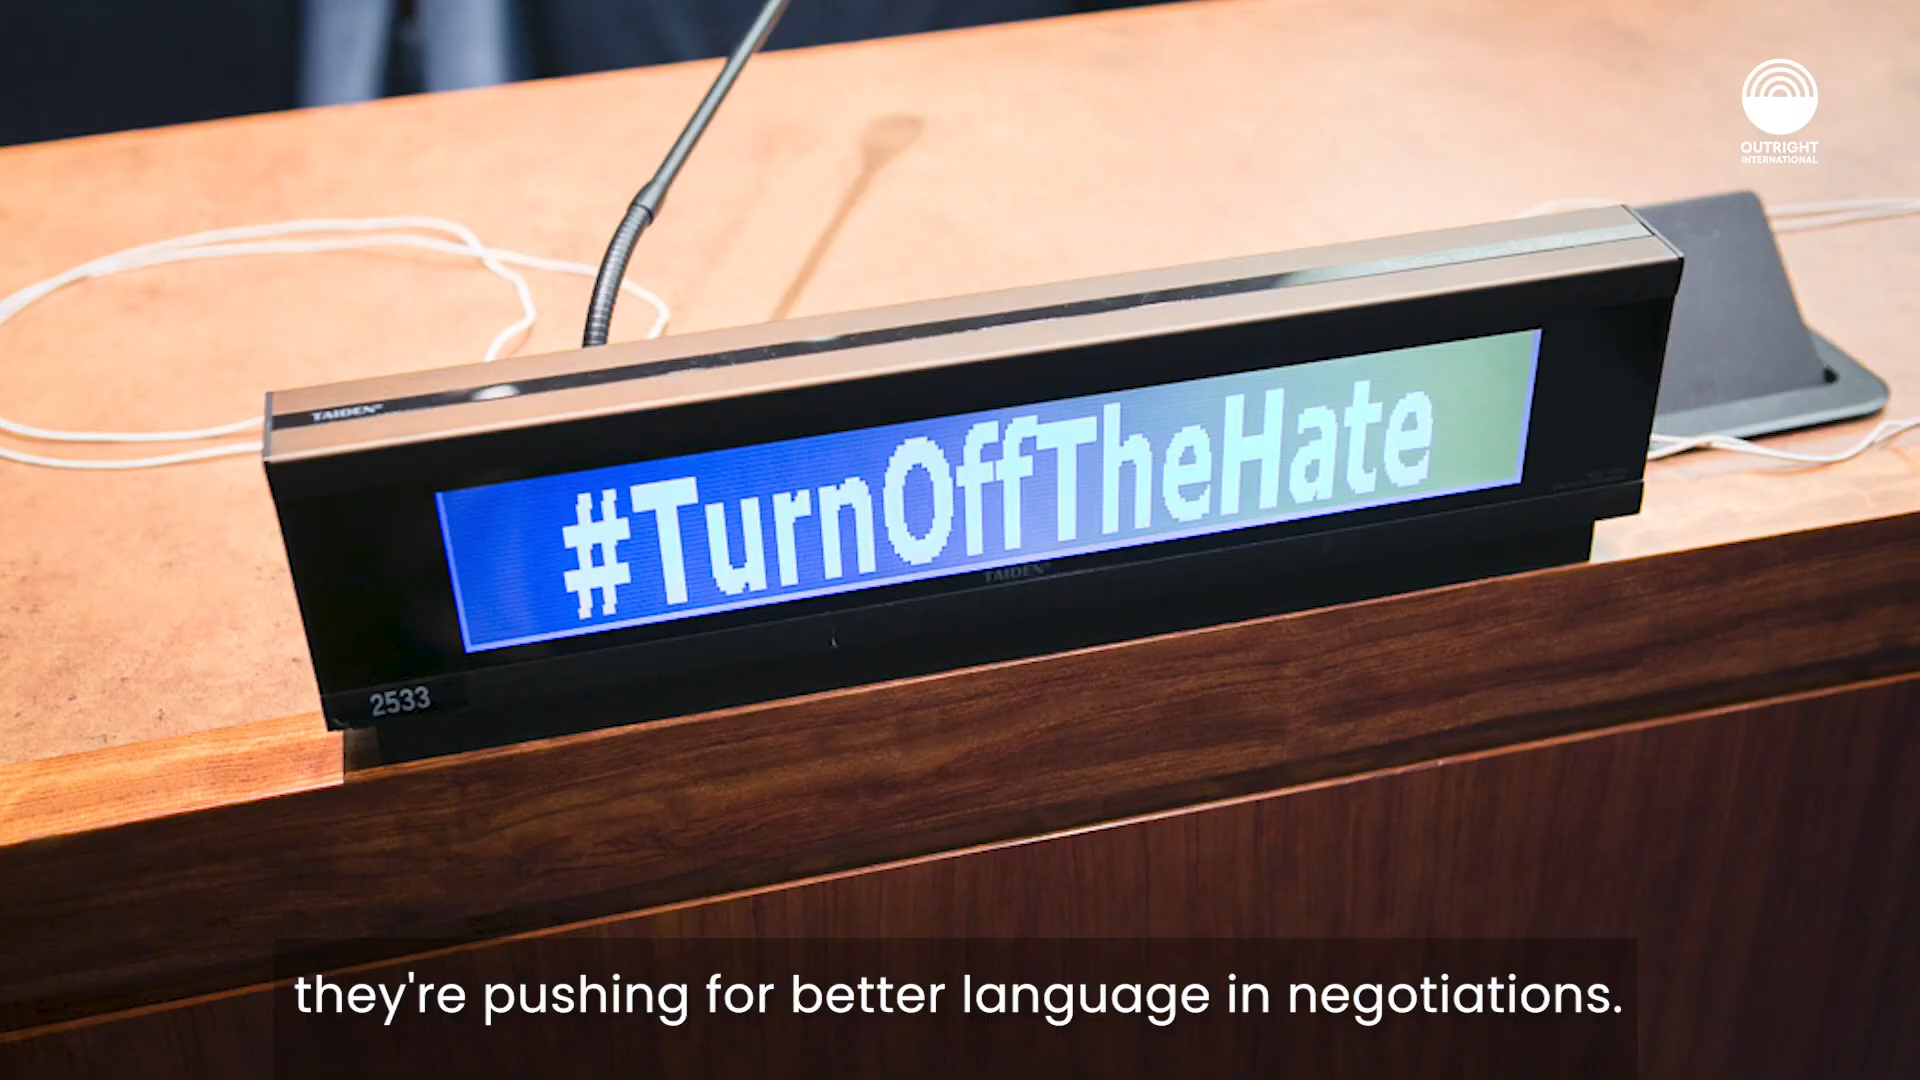 OUTRIGHT
INTERNATIONAL
TAIDEN
#TurnOffTheHate
TAIDEN
2533
they're pushing for better language in negotiations.